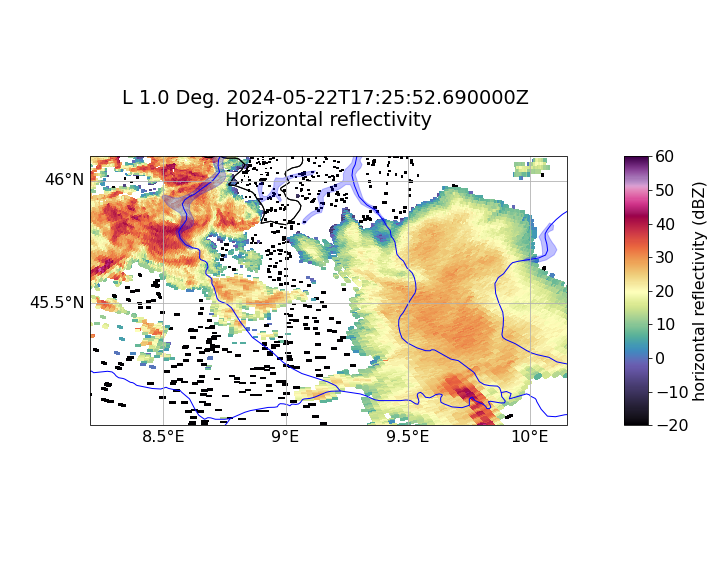 L 1.0 Deg. 2024-05-22T17:25:52.690000Z
Horizontal reflectivity
46°N
45.5°N
8.5°E
9°E
9.5°E
10°E
60
50
40
30
20
10
0
−10
−20
horizontal reflectivity (dBZ)